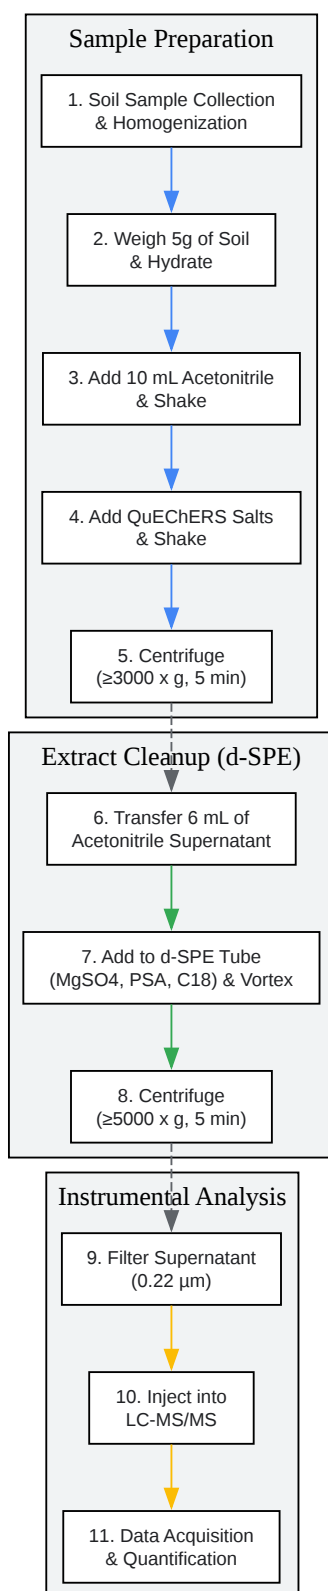 Sample Preparation
1. Soil Sample Collection
& Homogenization
2. Weigh 5g of Soil
& Hydrate
3. Add 10 mL Acetonitrile
& Shake
4. Add QuEChERS Salts
& Shake
5. Centrifuge
(≥3000 x g, 5 min)
Extract Cleanup (d-SPE)
6. Transfer 6 mL of
Acetonitrile Supernatant
7. Add to d-SPE Tube
(MgSO4, PSA, C18) & Vortex
8. Centrifuge
(≥5000 x g, 5 min)
Instrumental Analysis
9. Filter Supernatant
(0.22 µm)
10. Inject into
LC-MS/MS
11. Data Acquisition
& Quantification